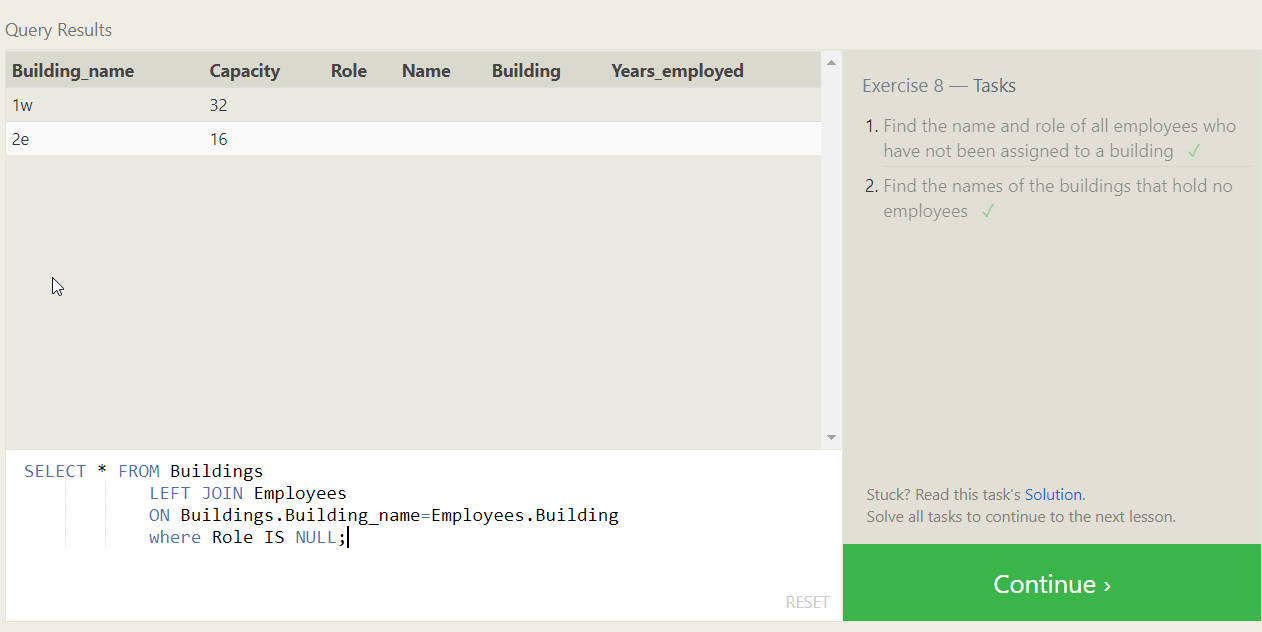 Query Results
Building_name Capacity Role Name Building Years_employed
1w 32
2e 16
SELECT * FROM Buildings
LEFT JOIN Employees
ON Buildings.Building_name=Employees.Building
where Role IS NULL;
RESET
Exercise 8 — Tasks
1. Find the name and role of all employees who
have not been assigned to a building ✓
2. Find the names of the buildings that hold no
employees ✓
Stuck? Read this task's Solution.
Solve all tasks to continue to the next lesson.
Continue ›